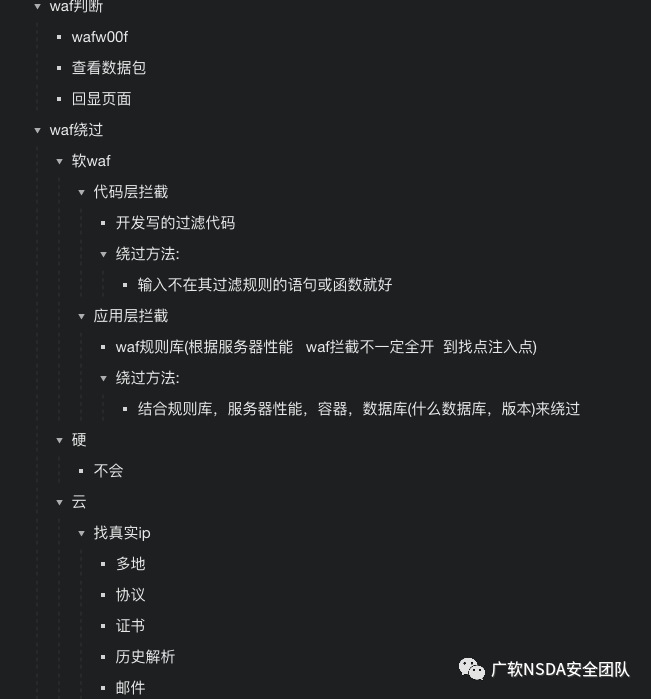 waf判断
wafw00f
查看数据包
回显页面
waf绕过
软waf
代码层拦截
开发写的过滤代码
绕过方法:
输入不在其过滤规则的语句或函数就好
应用层拦截
waf规则库(根据服务器性能 waf拦截不一定全开 到找点注入点)
绕过方法:
结合规则库，服务器性能，容器，数据库(什么数据库，版本)来绕过
硬
不会
云
找真实ip
多地
协议
证书
历史解析
邮件
广软NSDA安全团队